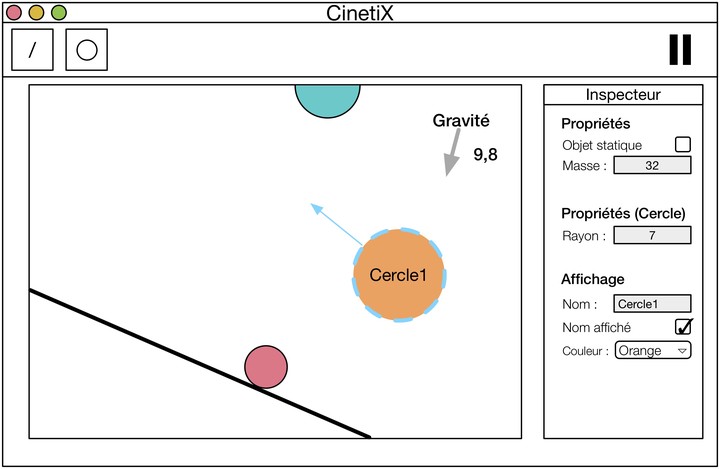 CinetiX
Gravité
9,8
Cercle1
Inspecteur
Propriétés
Objet statique
Masse : 32
Propriétés (Cercle)
Rayon : 7
Affichage
Nom : Cercle1
Nom affiché
Couleur : Orange